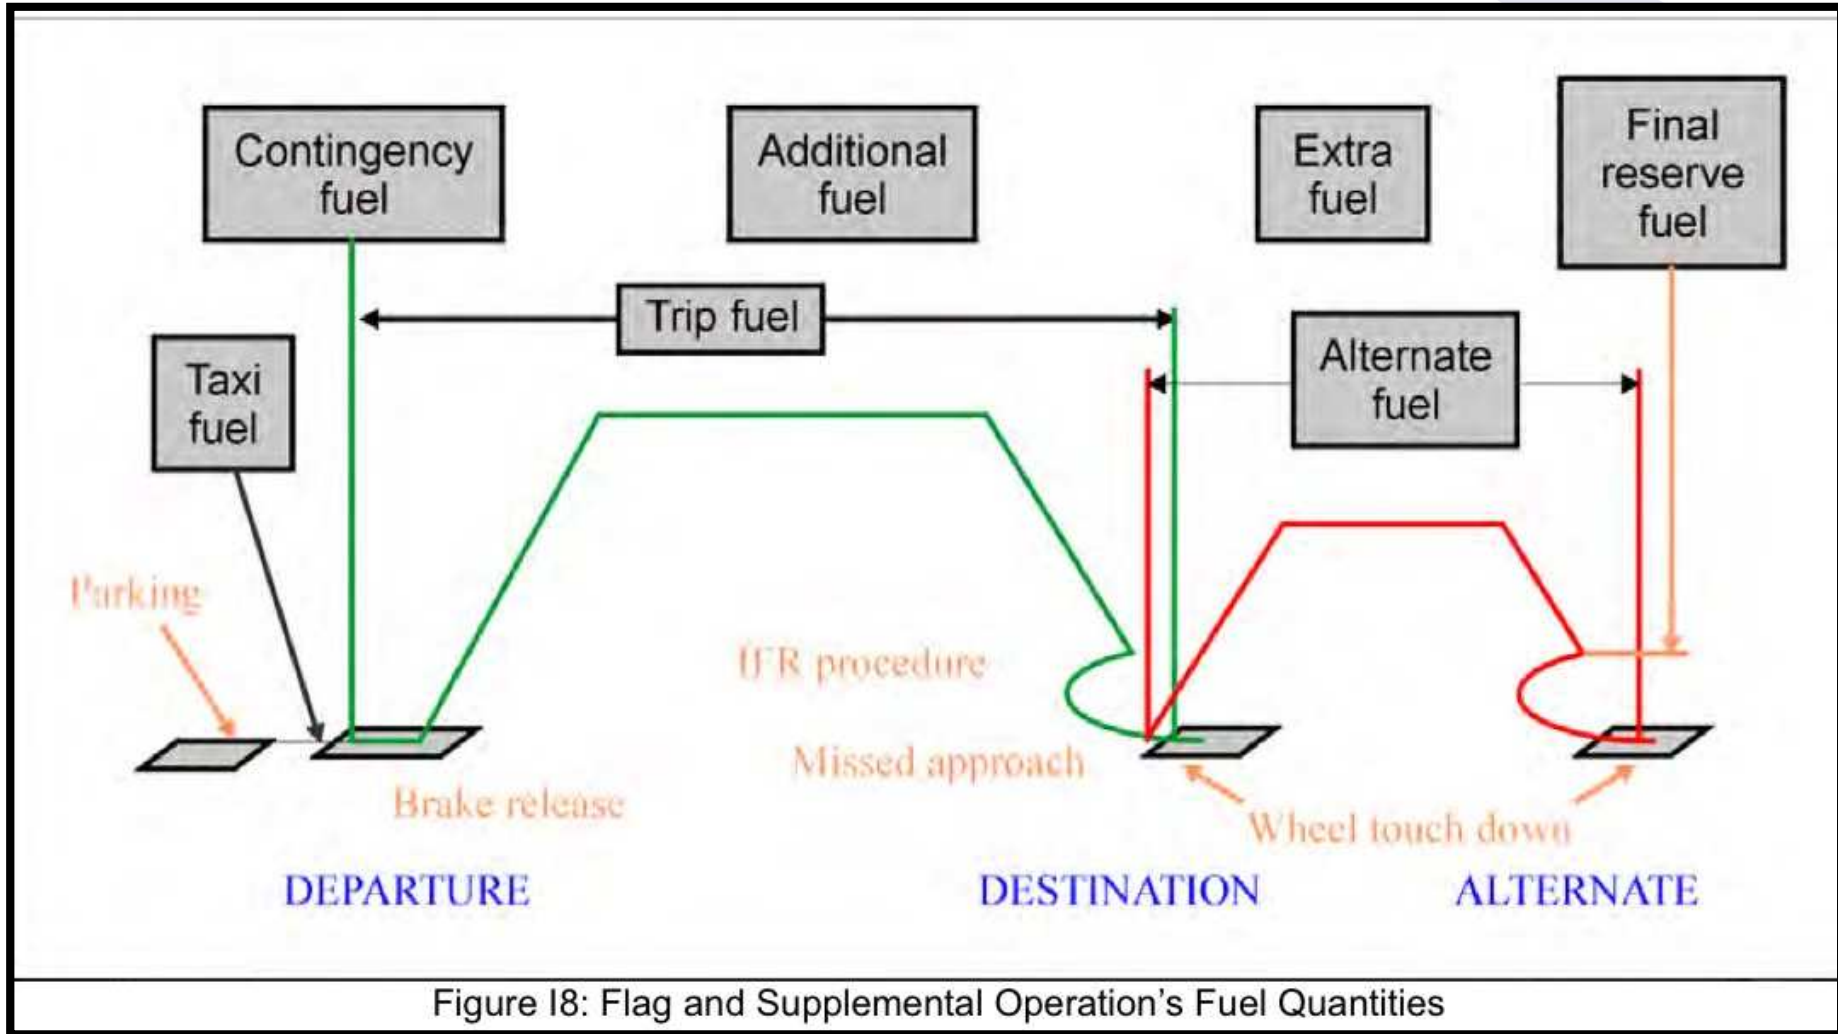 Contingency
fuel
Additional
fuel
Extra
fuel
Final
reserve
fuel
Trip fuel
Alternate
fuel
Taxi
fuel
Parking
IFR procedure
Missed approach
Brake release
Wheel touch down
DEPARTURE
DESTINATION
ALTERNATE
Figure I8: Flag and Supplemental Operation's Fuel Quantities